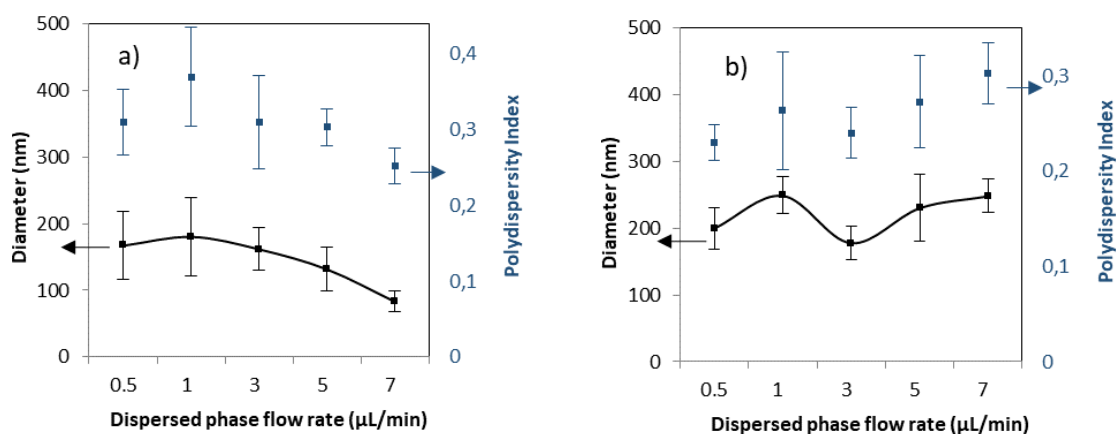 a)
Diameter (nm)
500
400
300
200
100
0
0.5 1 3 5 7
Dispersed phase flow rate (µL/min)
0,4
0,3
0,2
0,1
0
Polydispersity Index
b)
Diameter (nm)
500
400
300
200
100
0
0.5 1 3 5 7
Dispersed phase flow rate (µL/min)
0,3
0,2
0,1
0
Polydispersity Index